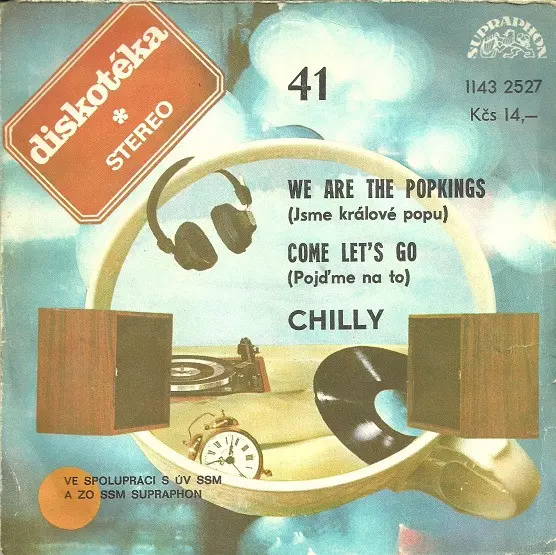 diskotéka
*
STEREO
41
SUPRAPHON
1143 2527
Kčs 14,–
WE ARE THE POPKINGS
(Jsme králové popu)
COME LET'S GO
(Pojďme na to)
CHILLY
VE SPOLUPRÁCI S ÚV SSM
A ZO SSM SUPRAPHON